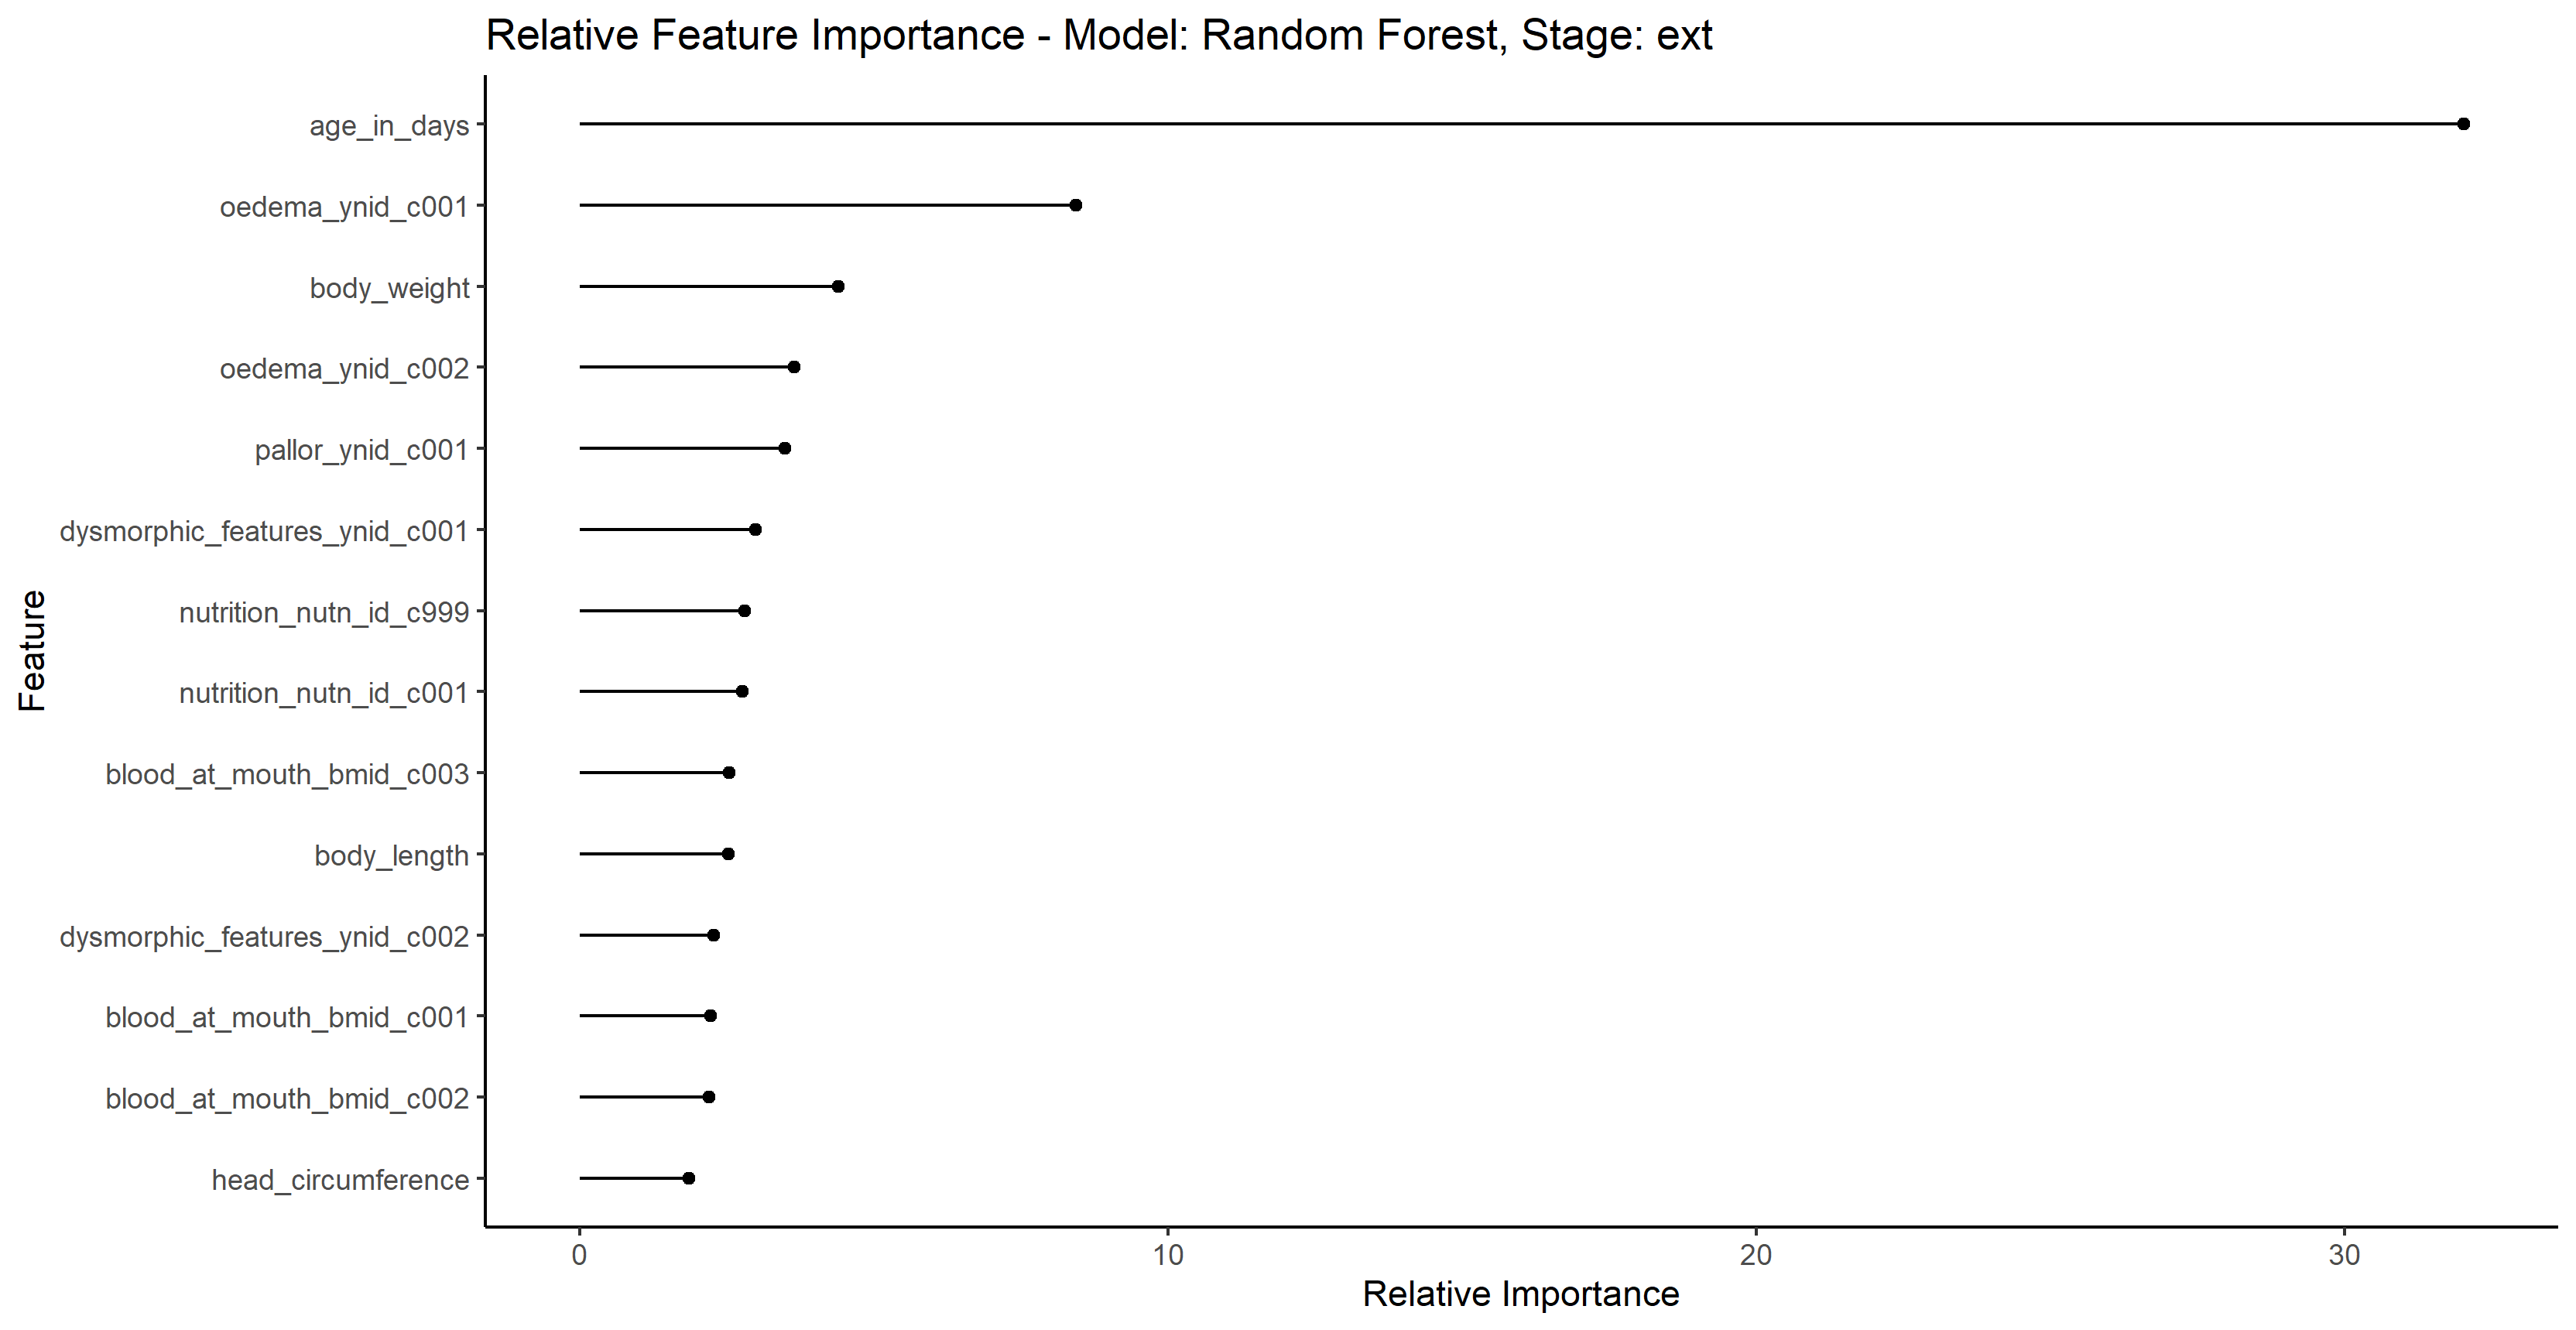 Relative Feature Importance - Model: Random Forest, Stage: ext
age_in_days
oedema_ynid_c001
body_weight
oedema_ynid_c002
pallor_ynid_c001
dysmorphic_features_ynid_c001
nutrition_nutn_id_c999
nutrition_nutn_id_c001
blood_at_mouth_bmid_c003
body_length
dysmorphic_features_ynid_c002
blood_at_mouth_bmid_c001
blood_at_mouth_bmid_c002
head_circumference
Feature
0 10 20 30
Relative Importance